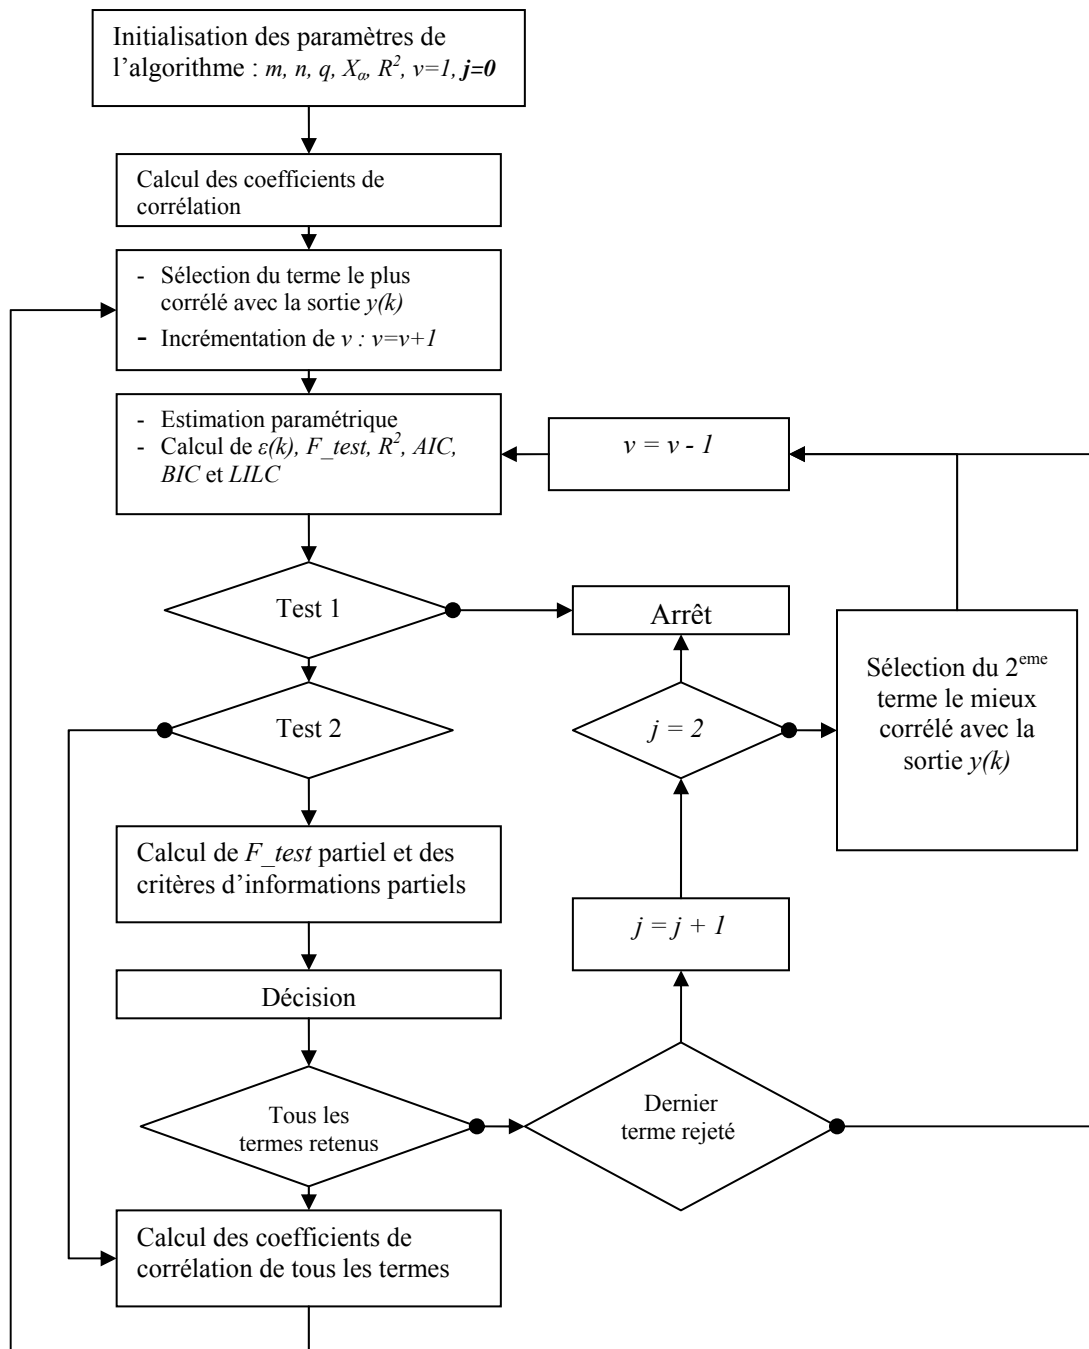 Initialisation des paramètres de
l'algorithme : m, n, q, Xα, R², v=1, j=0
Calcul des coefficients de
corrélation
- Sélection du terme le plus
corrélé avec la sortie y(k)
- Incrémentation de v : v=v+1
- Estimation paramétrique
- Calcul de ε(k), F_test, R², AIC,
BIC et LILC
v = v - 1
Test 1
Arrêt
Test 2
j = 2
Sélection du 2eme
terme le mieux
corrélé avec la
sortie y(k)
Calcul de F_test partiel et des
critères d'informations partiels
j = j + 1
Décision
Tous les
termes retenus
Dernier
terme rejeté
Calcul des coefficients de
corrélation de tous les termes